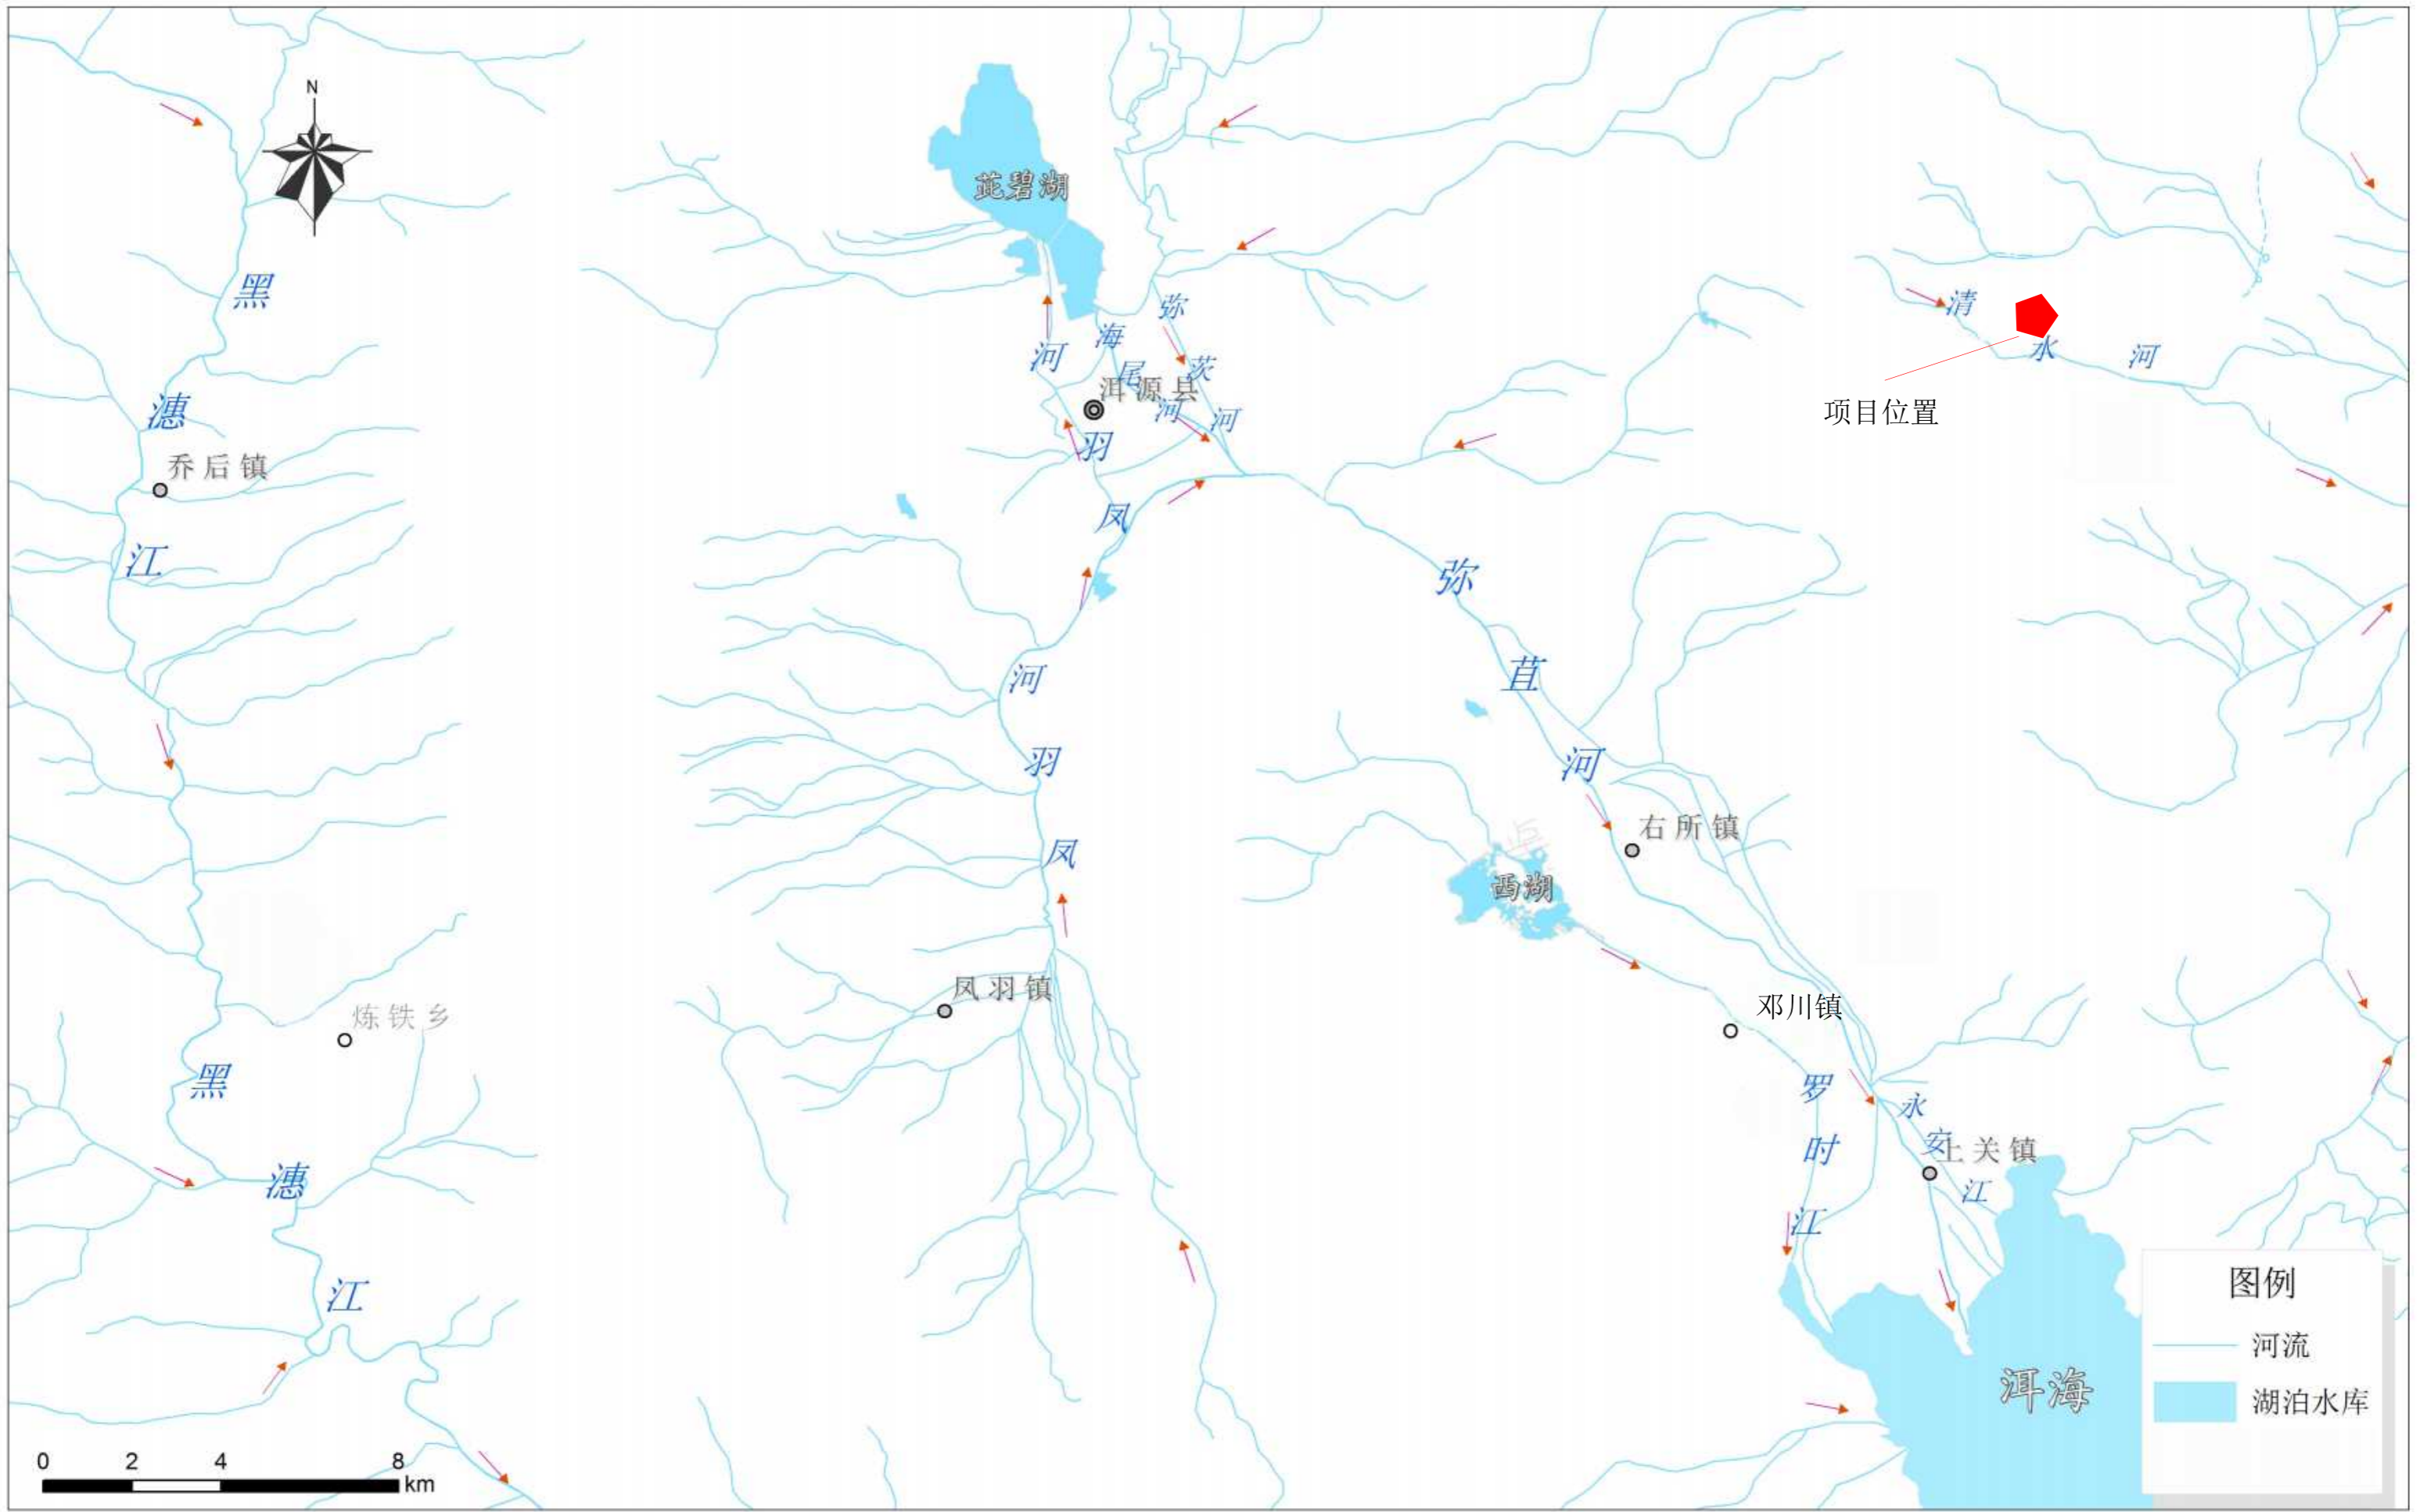 N
茈碧湖
黑
潓
江
乔后镇
弥
茨
河
海
尾
河
洱源县
河
羽
凤
清
水
河
项目位置
弥
苴
河
河
羽
凤
右所镇
西湖
凤羽镇
炼铁乡
邓川镇
黑
潓
江
罗
时
江
永
安
江
上关镇
洱海
图例
河流
湖泊水库
0 2 4 8
km